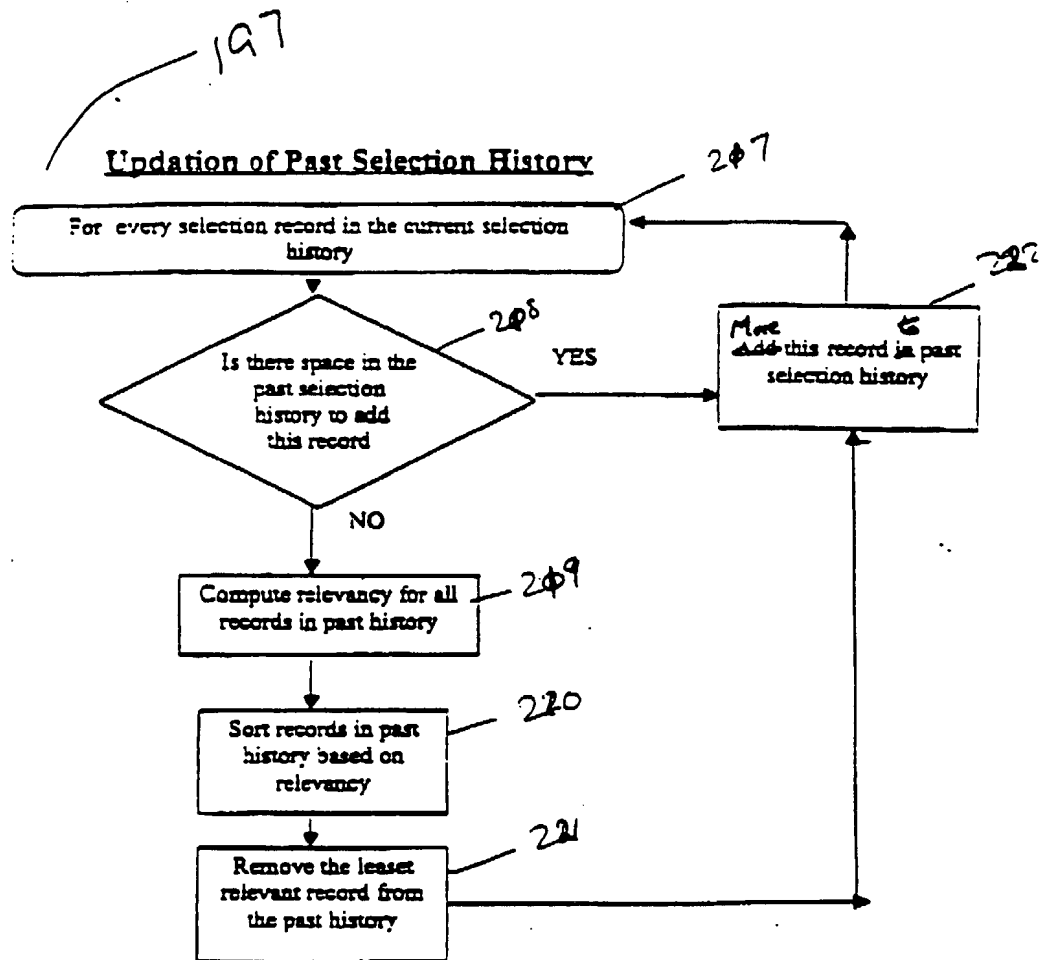 197
Updation of Past Selection History
207
For every selection record in the current selection
history
208
Is there space in the
past selection
history to add
this record
YES
Move to
Add this record in past
selection history
NO
209
Compute relevancy for all
records in past history
Sort records in past
history based on
relevancy
Remove the leaset
relevant record from
the past history